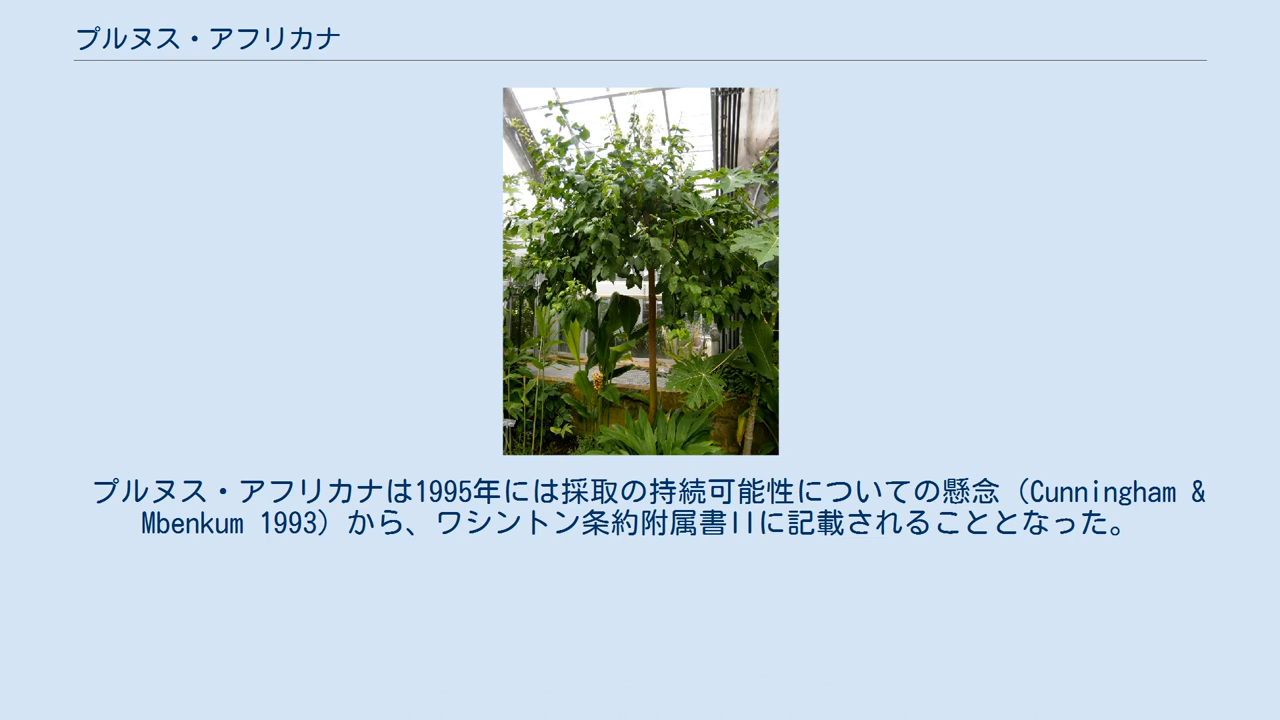 プルヌス・アフリカナ
プルヌス・アフリカナは1995年には採取の持続可能性についての懸念（Cunningham &
Mbenkum 1993）から、ワシントン条約附属書IIに記載されることとなった。